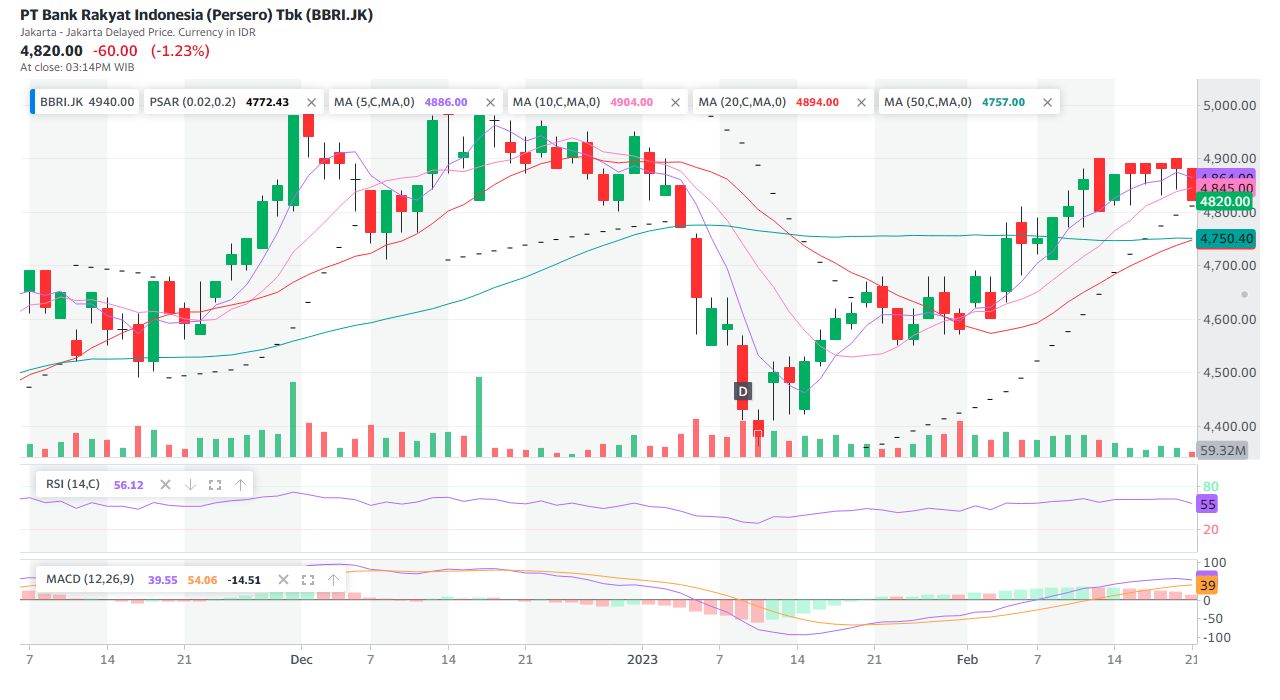 PT Bank Rakyat Indonesia (Persero) Tbk (BBRI.JK)
Jakarta - Jakarta Delayed Price. Currency in IDR
4,820.00 -60.00 (-1.23%)
At close: 03:14PM WIB
BBRI.JK 4940.00 PSAR (0.02,0.2) 4772.43 MA (5,C,MA,0) 4886.00 MA (10,C,MA,0) 4904.00 MA (20,C,MA,0) 4894.00 MA (50,C,MA,0) 4757.00
5,000.00
4,900.00
4,864.00
4,845.00
4820.00
4,800.00
4,750.40
4,700.00
4,600.00
4,500.00
D
4,400.00
59.32M
RSI (14,C) 56.12
80
55
20
MACD (12,26,9) 39.55 54.06 -14.51
100
39
0
-50
-100
7 14 21 Dec 7 14 21 2023 7 14 21 Feb 7 14 21